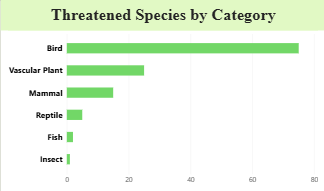 Threatened Species by Category
Bird
Vascular Plant
Mammal
Reptile
Fish
Insect
0 20 40 60 80